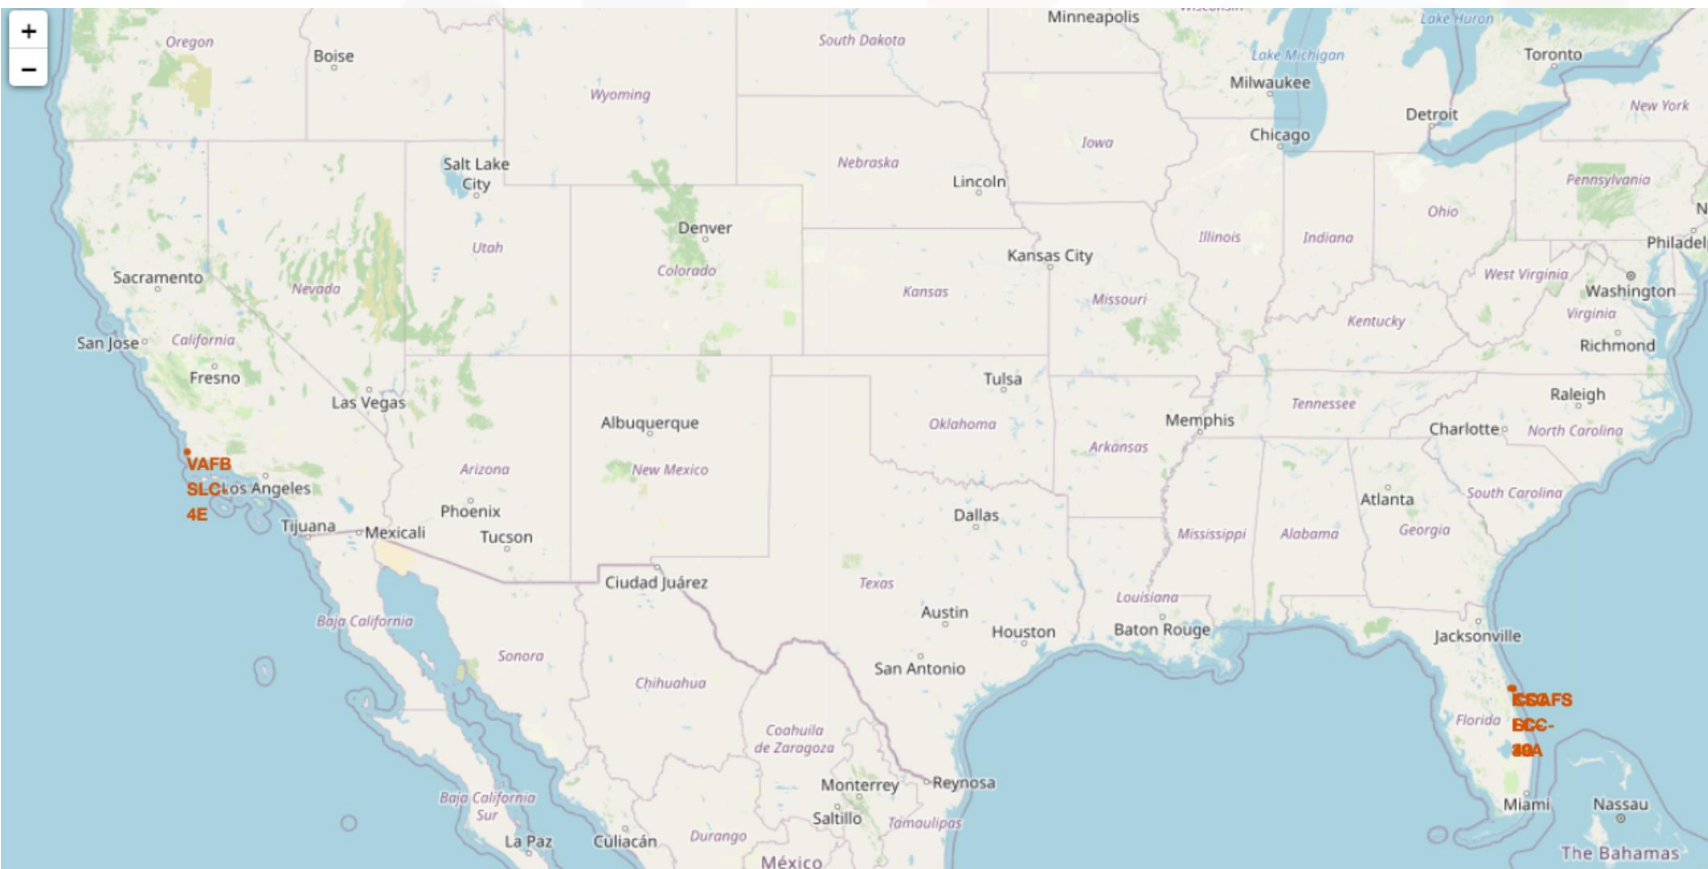 +
−
Oregon
Boise
South Dakota
Minneapolis
Wisconsin
Lake Huron
Lake Michigan
Toronto
Wyoming
Milwaukee
Detroit
New York
Chicago
Iowa
Salt Lake
City
Nebraska
Lincoln
Pennsylvania
Ohio
Denver
Utah
Colorado
Kansas City
Illinois
Indiana
Philadel
N
West Virginia
Washington
Sacramento
Nevada
Kansas
Missouri
Virginia
Kentucky
San Jose
California
Richmond
Fresno
Las Vegas
Tulsa
Raleigh
Tennessee
Albuquerque
Oklahoma
Memphis
Charlotte
North Carolina
Arkansas
VAFB
SLC-
4E
Los Angeles
Arizona
New Mexico
Phoenix
Atlanta
South Carolina
Tijuana
Mexicali
Tucson
Dallas
Mississippi
Alabama
Georgia
Ciudad Juárez
Texas
Louisiana
Baja California
Austin
Houston
Baton Rouge
Jacksonville
Sonora
San Antonio
Chihuahua
Florida
Coahuila
de Zaragoza
Baja California
Sur
Monterrey
Reynosa
Miami
Nassau
Saltillo
Tamaulipas
La Paz
Culiacán
Durango
México
The Bahamas